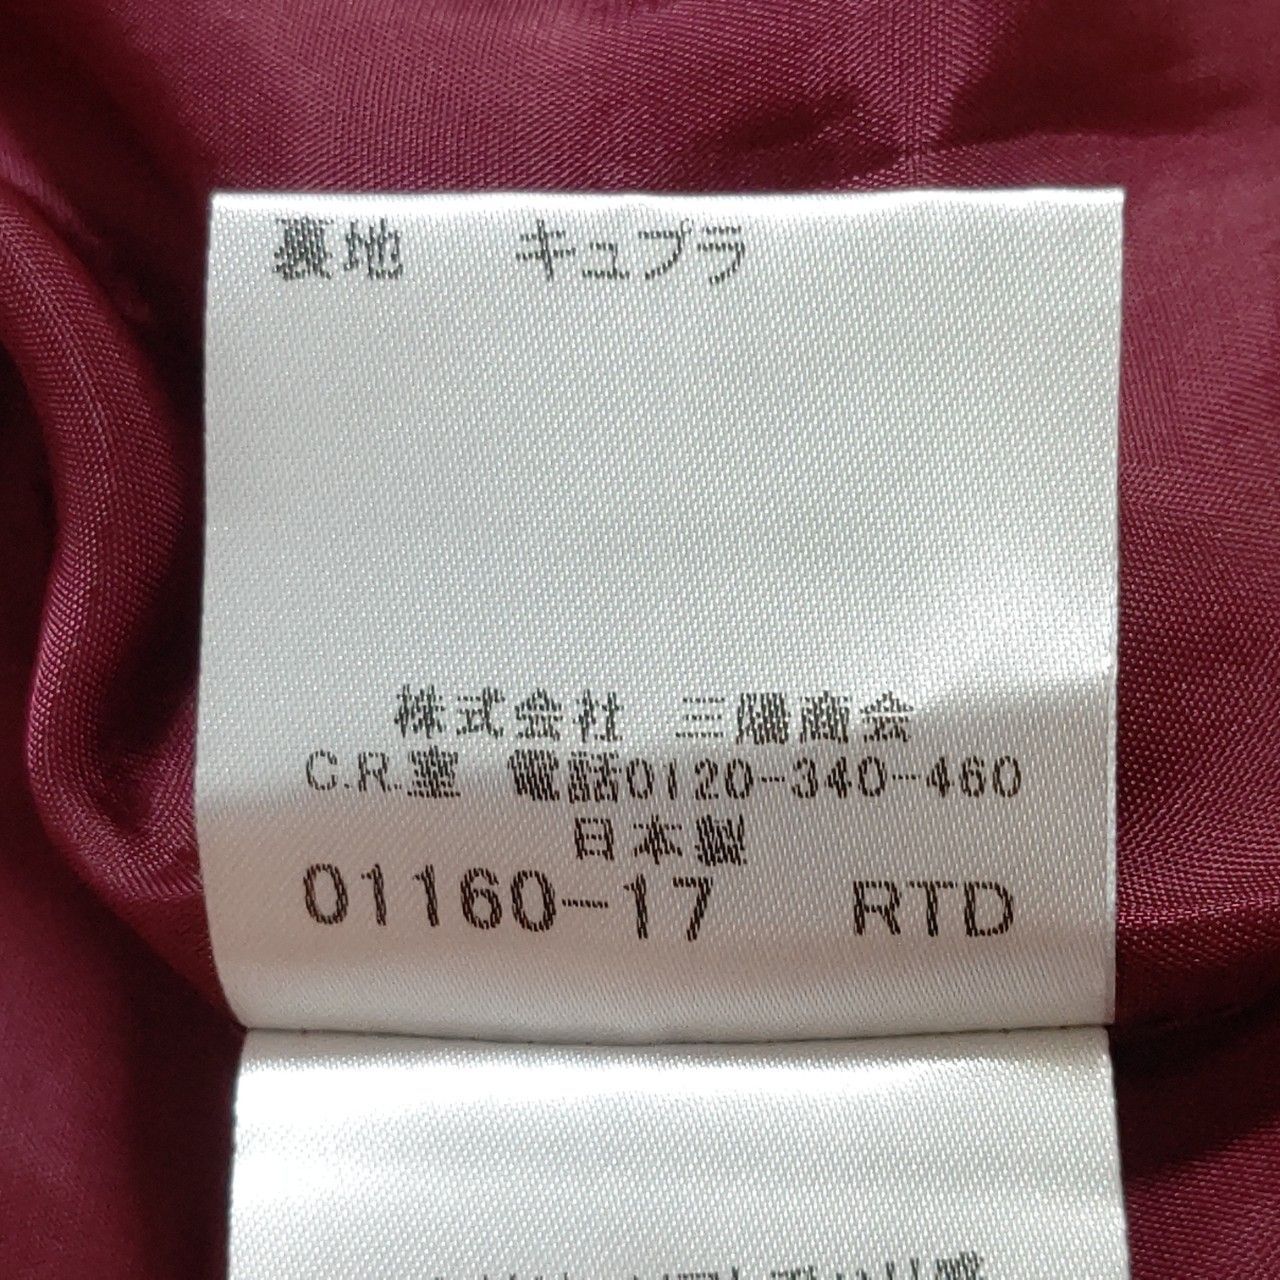 裏地 キュプラ
株式会社 三陽商会
C.R.室 電話0120-340-460
日本製
01160-17 RTD